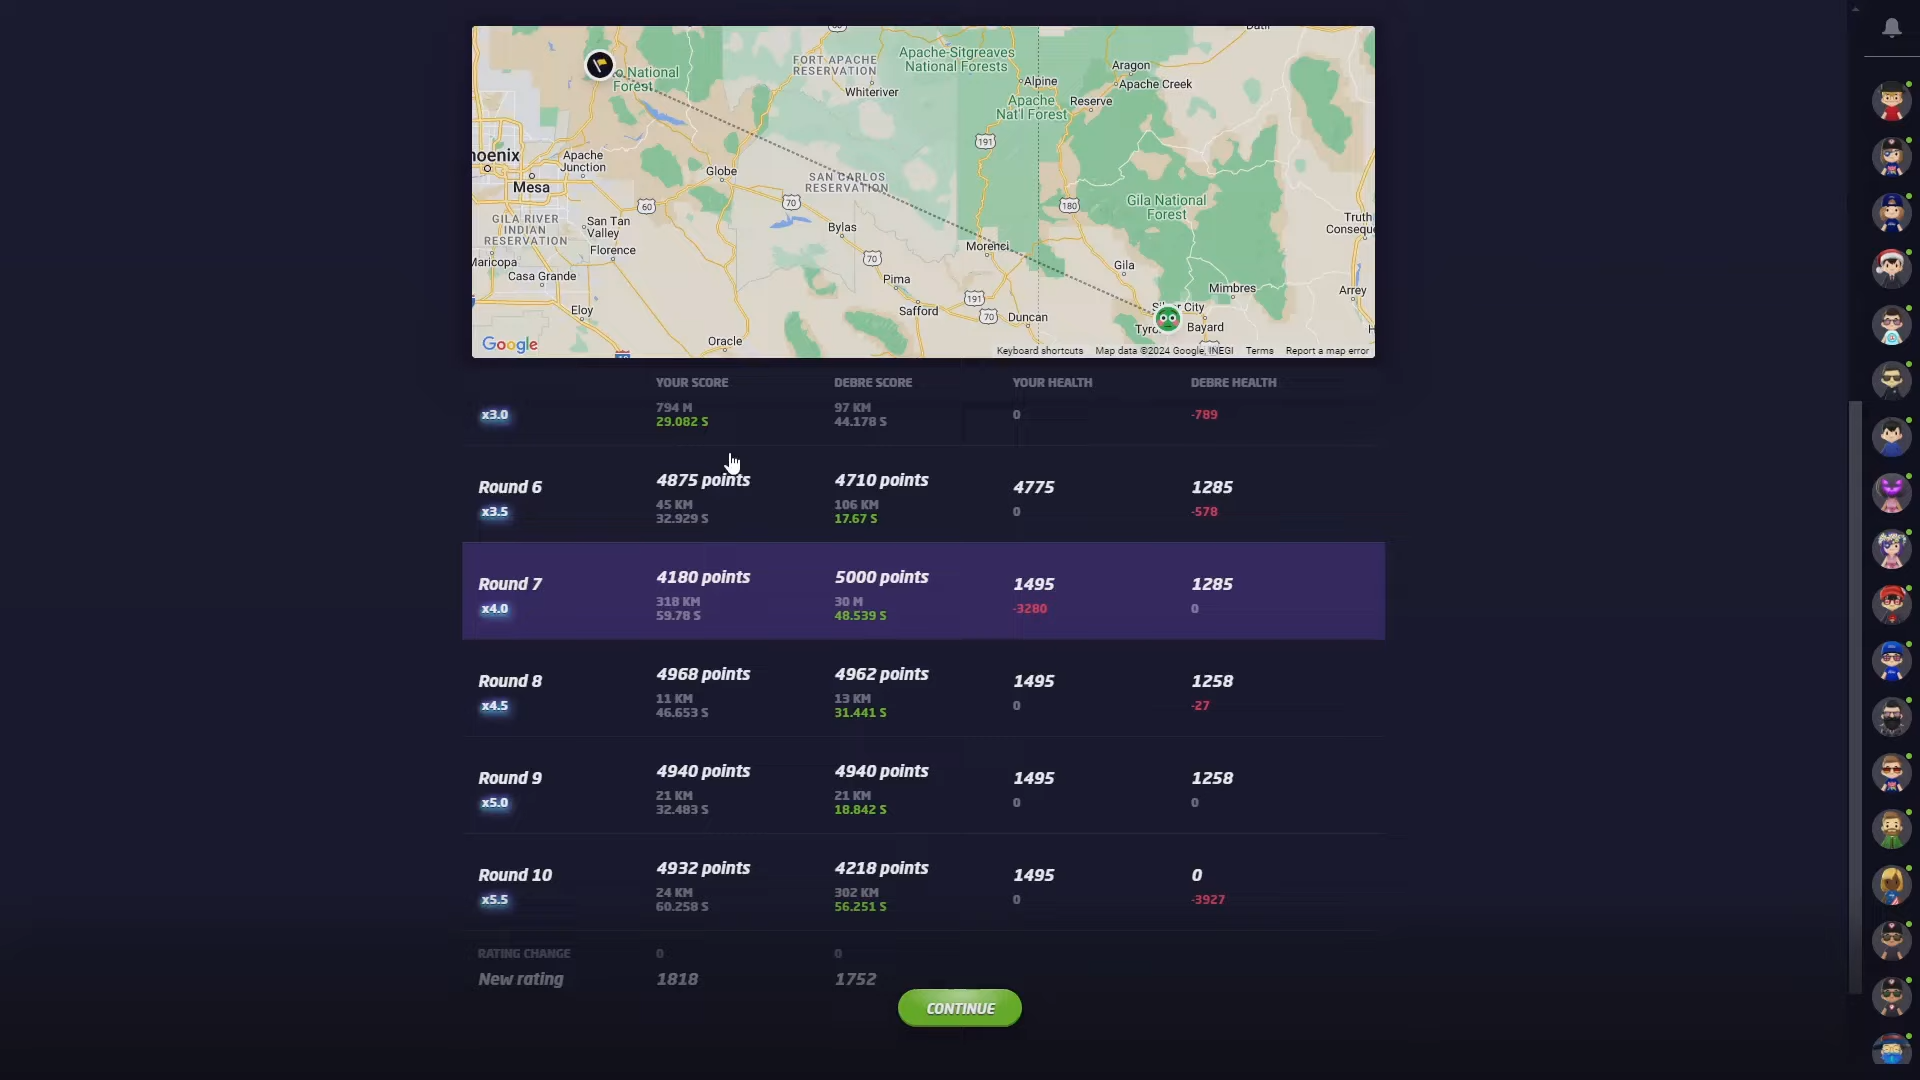 Datil
FORT APACHE
RESERVATION
Apache-Sitgreaves
National Forests
Aragon
o National
Forest
Whiteriver
Alpine
Apache Creek
Apache
Nat'l Forest
Reserve
191
hoenix
Apache
Junction
Mesa
Globe
SAN CARLOS
RESERVATION
70
60
180
Gila National
Forest
GILA RIVER
INDIAN
RESERVATION
San Tan
Valley
Florence
Bylas
Truth
Consequ
Morenci
70
Maricopa
Casa Grande
Pima
Gila
Mimbres
Arrey
191
Eloy
Safford
70
Duncan
City
Tyro
Bayard
Oracle
Google
Keyboard shortcuts
Map data ©2024 Google, INEGI
Terms
Report a map error
YOUR SCORE DEBRE SCORE YOUR HEALTH DEBRE HEALTH
x3.0
794 M
29.082 S
97 KM
44.178 S
0
-789
Round 6
x3.5
4875 points
45 KM
32.929 S
4710 points
106 KM
17.67 S
4775
0
1285
-578
Round 7
x4.0
4180 points
318 KM
59.78 S
5000 points
30 M
48.539 S
1495
-3280
1285
0
Round 8
x4.5
4968 points
11 KM
46.653 S
4962 points
13 KM
31.441 S
1495
0
1258
-27
Round 9
x5.0
4940 points
21 KM
32.483 S
4940 points
21 KM
18.842 S
1495
0
1258
0
Round 10
x5.5
4932 points
24 KM
60.258 S
4218 points
302 KM
56.251 S
1495
0
0
-3927
RATING CHANGE 0 0
New rating 1818 1752
CONTINUE